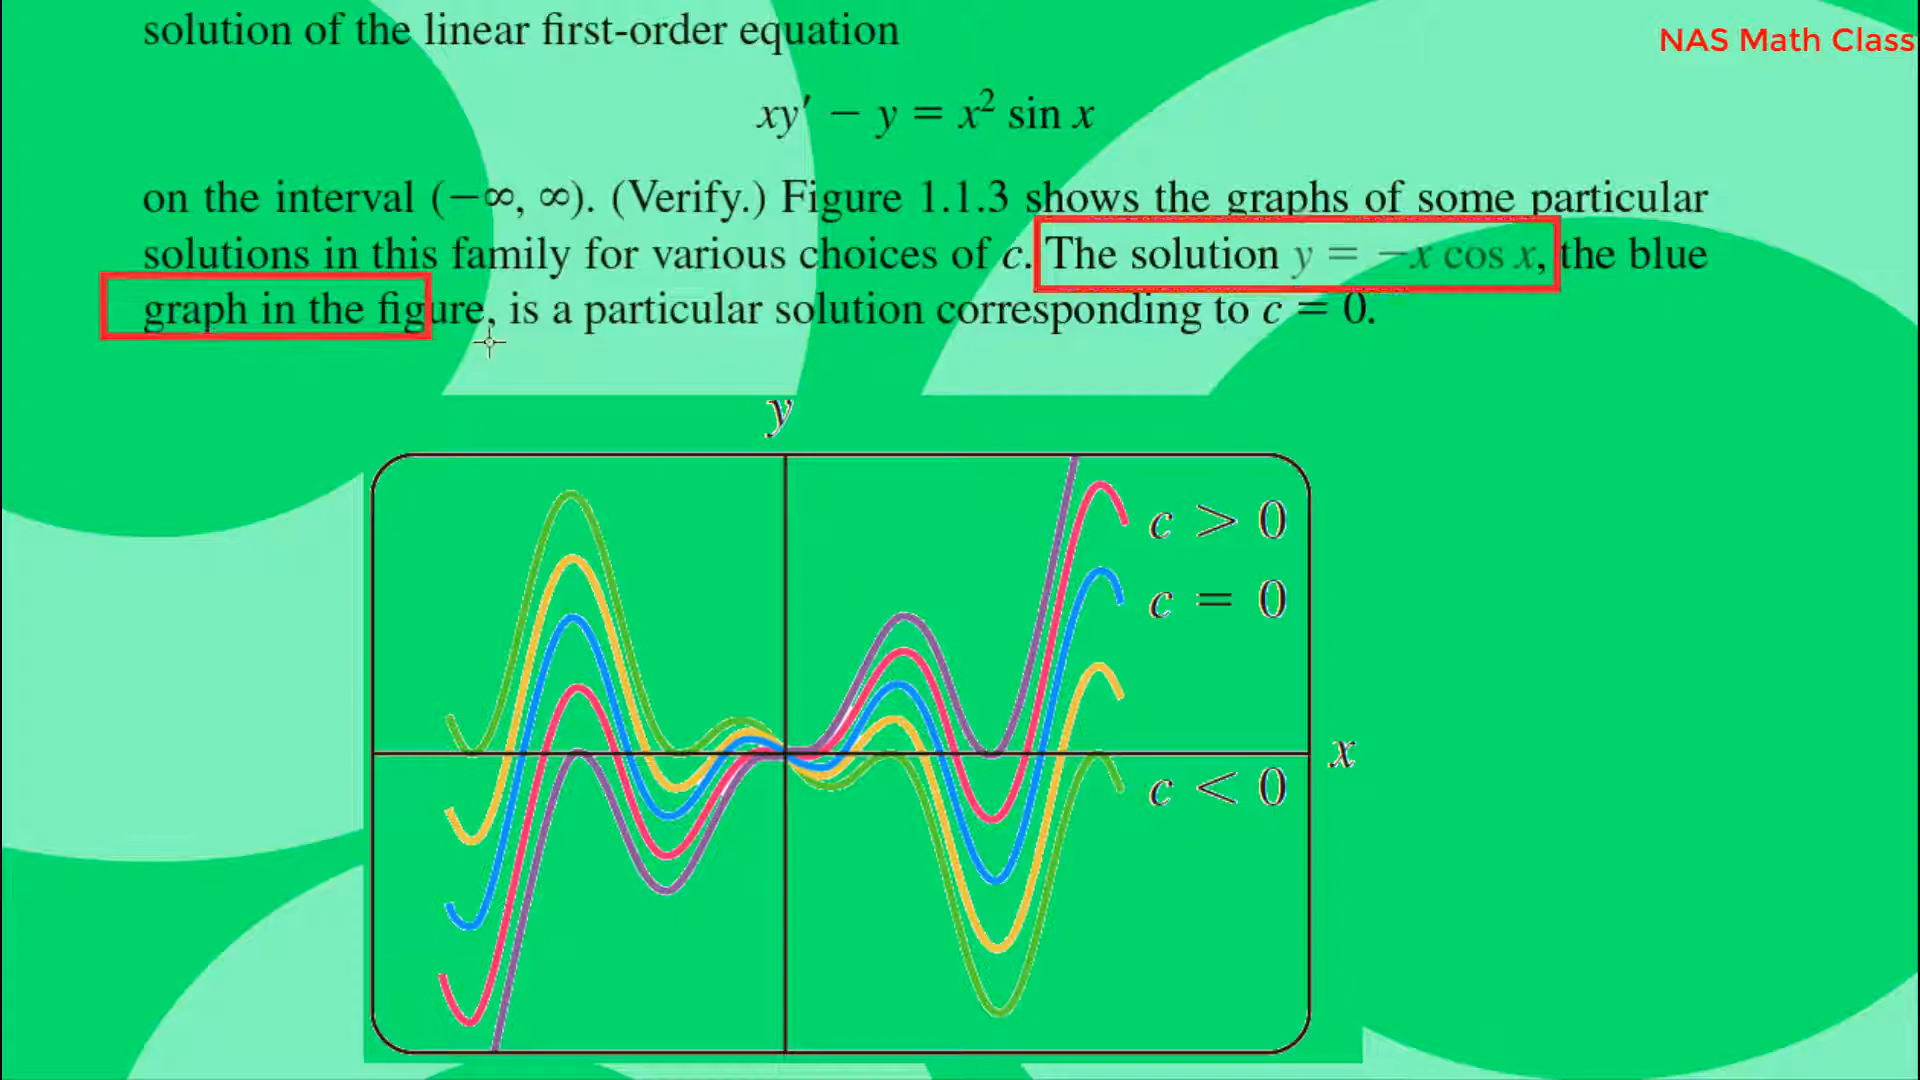 solution of the linear first-order equation
NAS Math Class
xy′ − y = x² sin x
on the interval (−∞, ∞). (Verify.) Figure 1.1.3 shows the graphs of some particular
solutions in this family for various choices of c. The solution y = −x cos x, the blue
graph in the figure, is a particular solution corresponding to c = 0.
y
c > 0
c = 0
x
c < 0